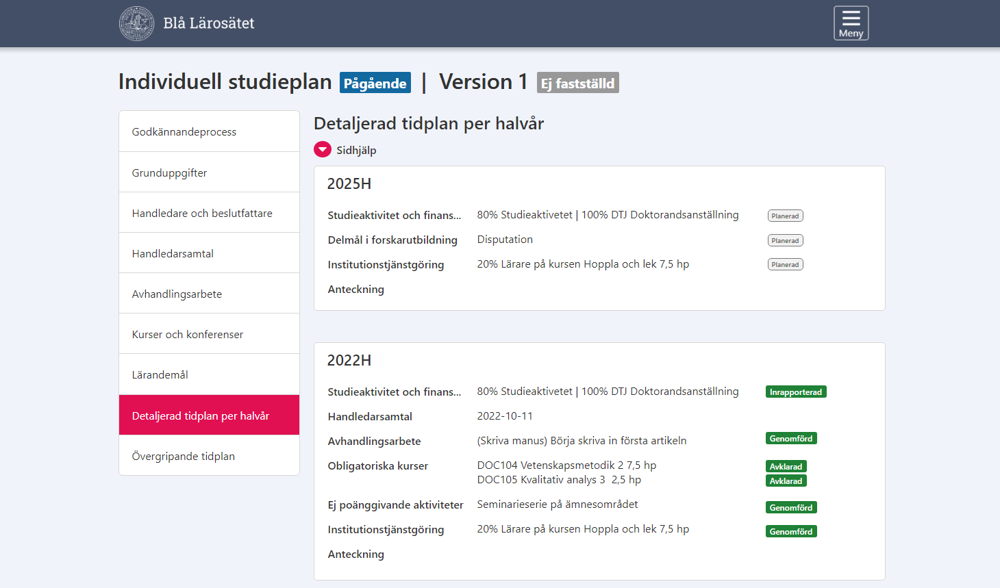 Blå Lärosätet
Meny
Individuell studieplan Pågående | Version 1 Ej fastställd
Godkännandeprocess
Grunduppgifter
Handledare och beslutfattare
Handledarsamtal
Avhandlingsarbete
Kurser och konferenser
Lärandemål
Detaljerad tidplan per halvår
Övergripande tidplan
Detaljerad tidplan per halvår
Sidhjälp
2025H
Studieaktivitet och finans... 80% Studieaktivetet | 100% DTJ Doktorandsanställning Planerad
Delmål i forskarutbildning Disputation Planerad
Institutionstjänstgöring 20% Lärare på kursen Hoppla och lek 7,5 hp Planerad
Anteckning
2022H
Studieaktivitet och finans... 80% Studieaktivetet | 100% DTJ Doktorandsanställning Inrapporterad
Handledarsamtal 2022-10-11
Avhandlingsarbete (Skriva manus) Börja skriva in första artikeln Genomförd
Obligatoriska kurser DOC104 Vetenskapsmetodik 2 7,5 hp Avklarad
DOC105 Kvalitativ analys 3 2,5 hp Avklarad
Ej poänggivande aktiviteter Seminarieserie på ämnesområdet Genomförd
Institutionstjänstgöring 20% Lärare på kursen Hoppla och lek 7,5 hp Genomförd
Anteckning